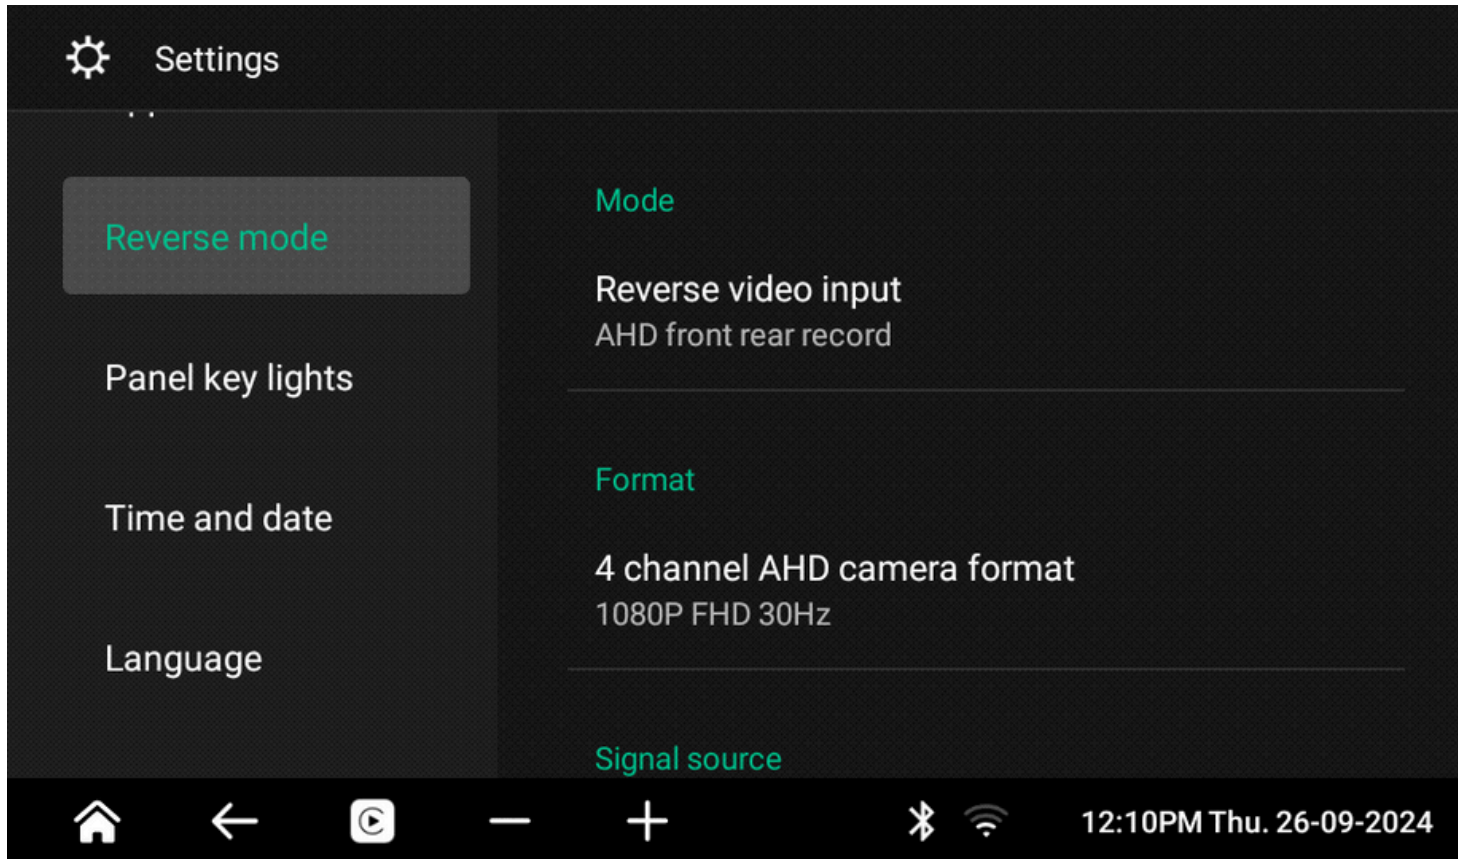 Settings
Reverse mode
Panel key lights
Time and date
Language
Mode
Reverse video input
AHD front rear record
Format
4 channel AHD camera format
1080P FHD 30Hz
Signal source
12:10PM Thu. 26-09-2024